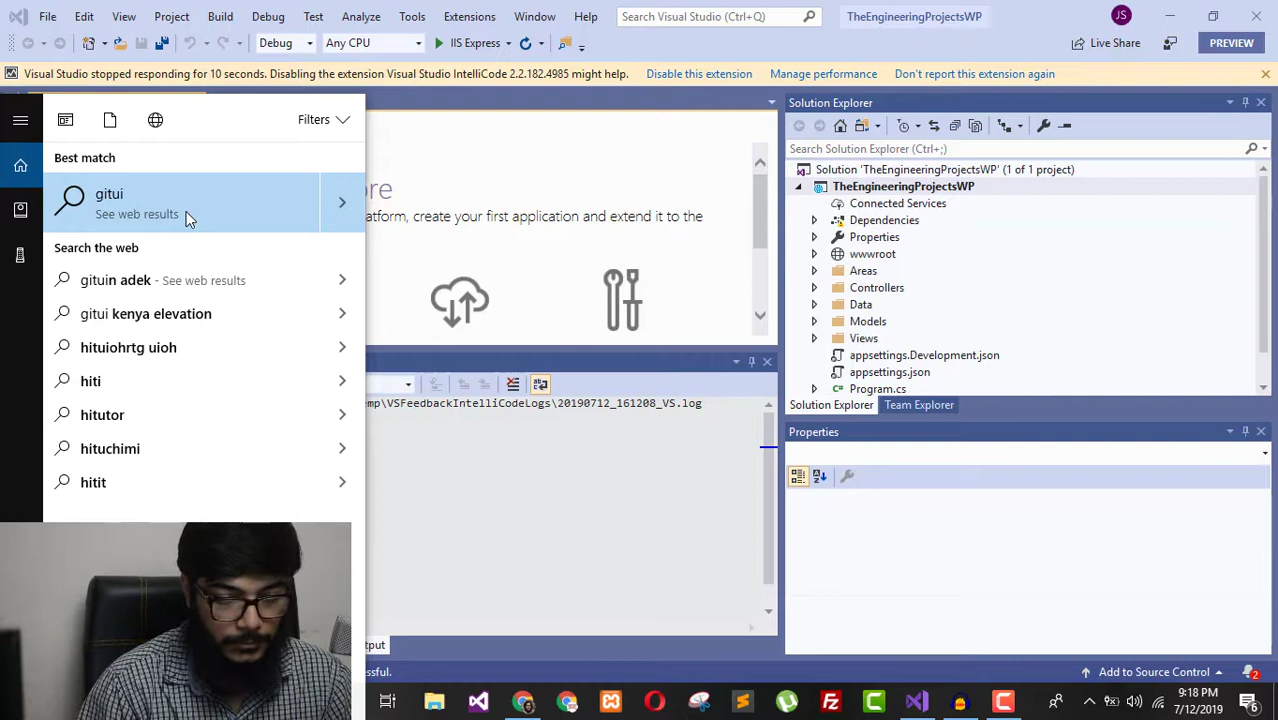 File Edit View Project Build Debug Test Analyze Tools Extensions Window Help Search Visual Studio (Ctrl+Q) TheEngineeringProjectsWP JS
Debug Any CPU IIS Express Live Share PREVIEW
Visual Studio stopped responding for 10 seconds. Disabling the extension Visual Studio IntelliCode 2.2.182.4985 might help. Disable this extension Manage performance Don't report this extension again
Filters
Best match
gitui
See web results
Search the web
gituin adek - See web results
gitui kenya elevation
hituiohrtg uioh
hiti
hitutor
hituchimi
hitit
re
atform, create your first application and extend it to the
mp\VSFeedbackIntelliCodeLogs\20190712_161208_VS.log
tput
Solution Explorer
Search Solution Explorer (Ctrl+;)
Solution 'TheEngineeringProjectsWP' (1 of 1 project)
TheEngineeringProjectsWP
Connected Services
Dependencies
Properties
wwwroot
Areas
Controllers
Data
Models
Views
appsettings.Development.json
appsettings.json
Program.cs
Solution Explorer Team Explorer
Properties
ssful. Add to Source Control 2
9:18 PM
7/12/2019
6